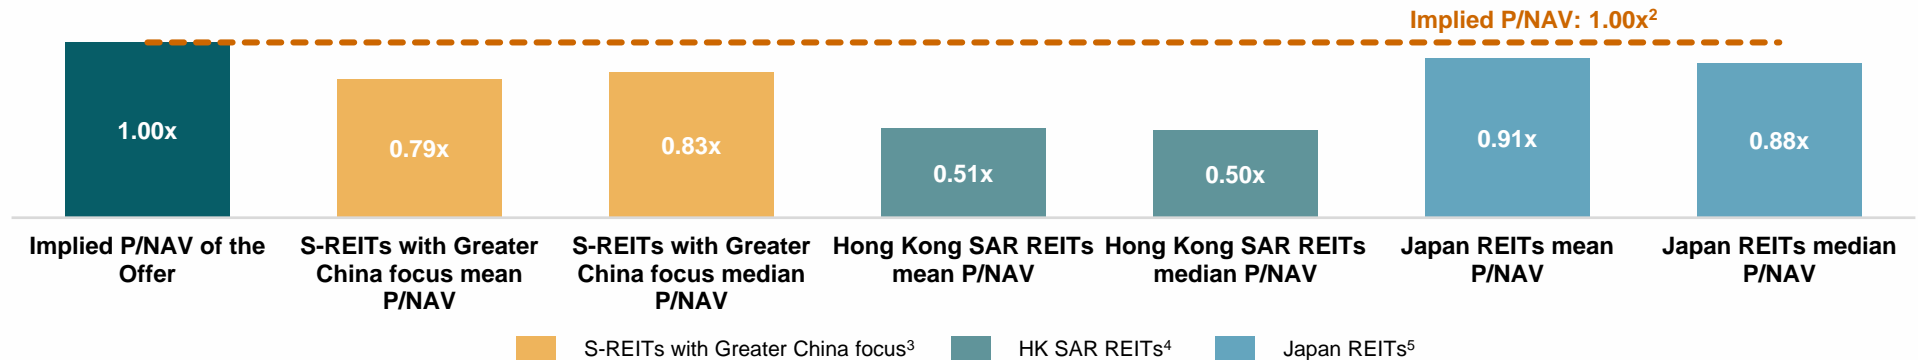 Implied P/NAV: 1.00x²
1.00x
0.79x
0.83x
0.51x
0.50x
0.91x
0.88x
Implied P/NAV of the
Offer
S-REITs with Greater
China focus mean
P/NAV
S-REITs with Greater
China focus median
P/NAV
Hong Kong SAR REITs
mean P/NAV
Hong Kong SAR REITs
median P/NAV
Japan REITs mean
P/NAV
Japan REITs median
P/NAV
S-REITs with Greater China focus³
HK SAR REITs⁴
Japan REITs⁵